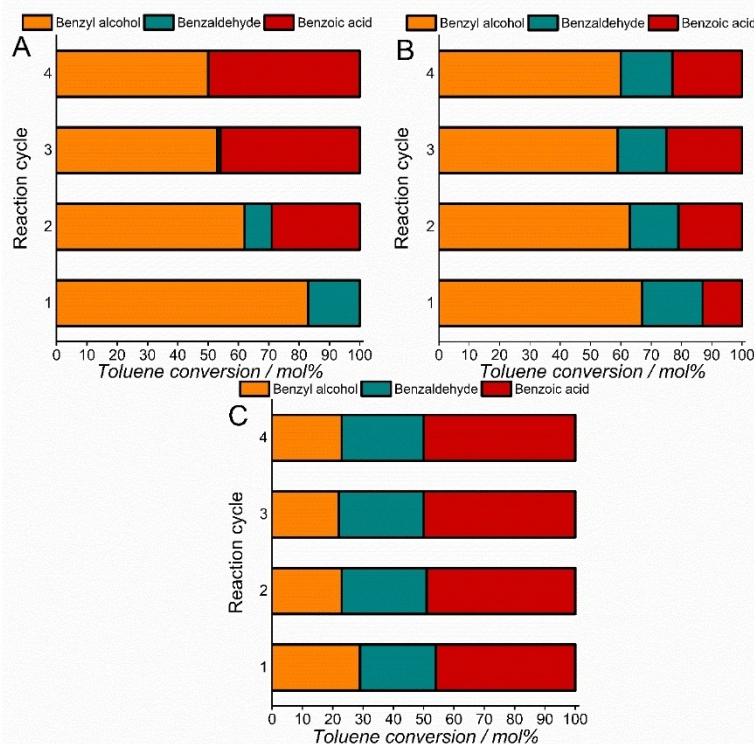 Benzyl alcohol Benzaldehyde Benzoic acid
A
4
3
2
1
Reaction cycle
0 10 20 30 40 50 60 70 80 90 100
Toluene conversion / mol%
Benzyl alcohol Benzaldehyde Benzoic acid
B
4
3
2
1
Reaction cycle
0 10 20 30 40 50 60 70 80 90 100
Toluene conversion / mol%
Benzyl alcohol Benzaldehyde Benzoic acid
C
4
3
2
1
Reaction cycle
0 10 20 30 40 50 60 70 80 90 100
Toluene conversion / mol%